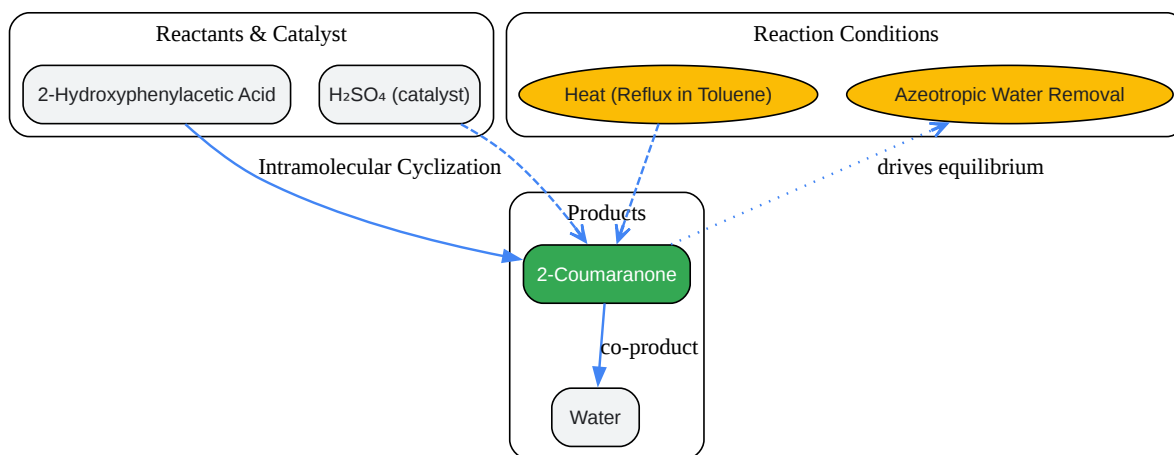 Reactants & Catalyst
Reaction Conditions
2-Hydroxyphenylacetic Acid
H₂SO₄ (catalyst)
Heat (Reflux in Toluene)
Azeotropic Water Removal
Intramolecular Cyclization
drives equilibrium
Products
2-Coumaranone
co-product
Water